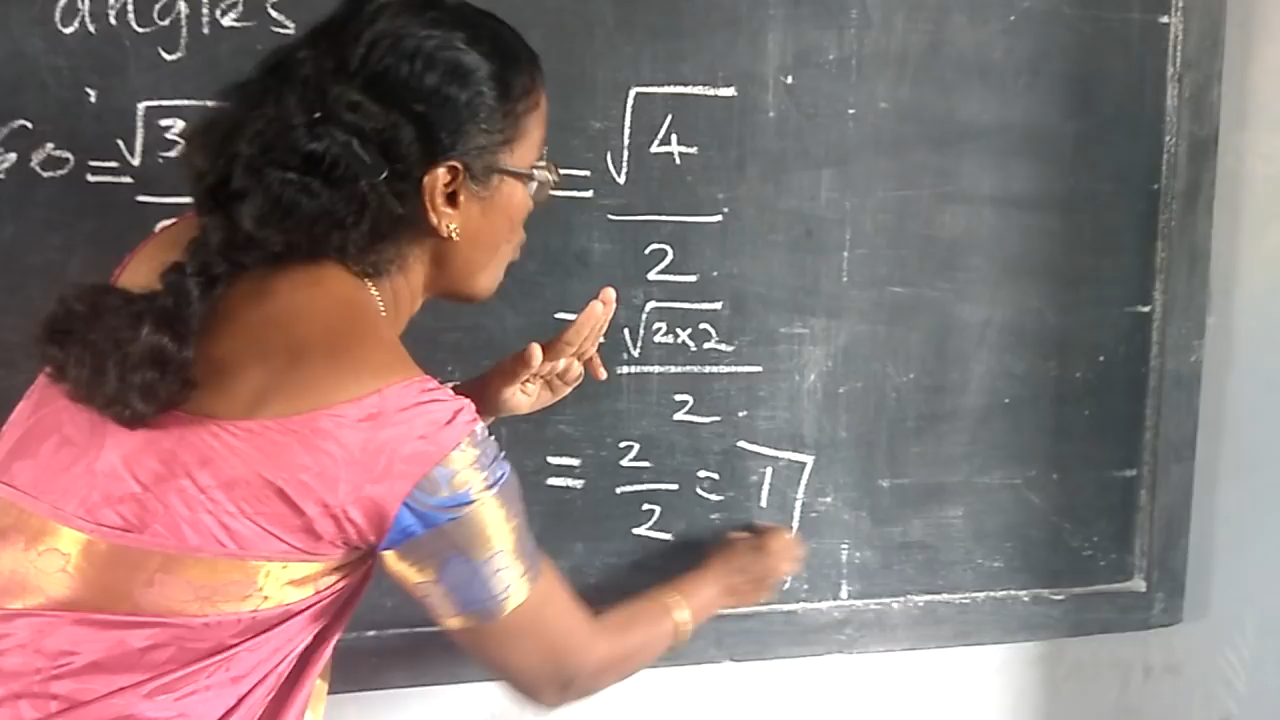 angles
60° = √3
= √4 / 2
= √2×2 / 2
= 2/2 = 1